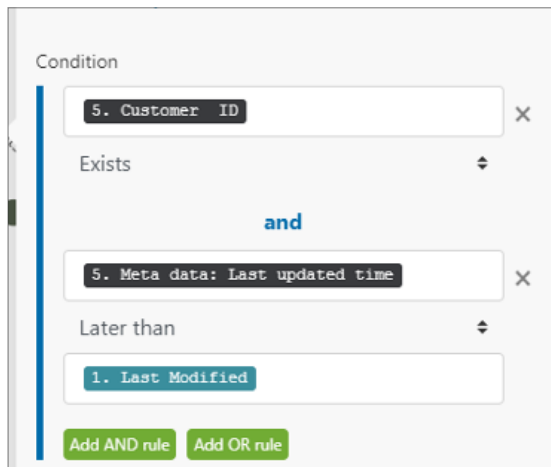 Condition
5. Customer ID
Exists
and
5. Meta data: Last updated time
Later than
1. Last Modified
Add AND rule Add OR rule